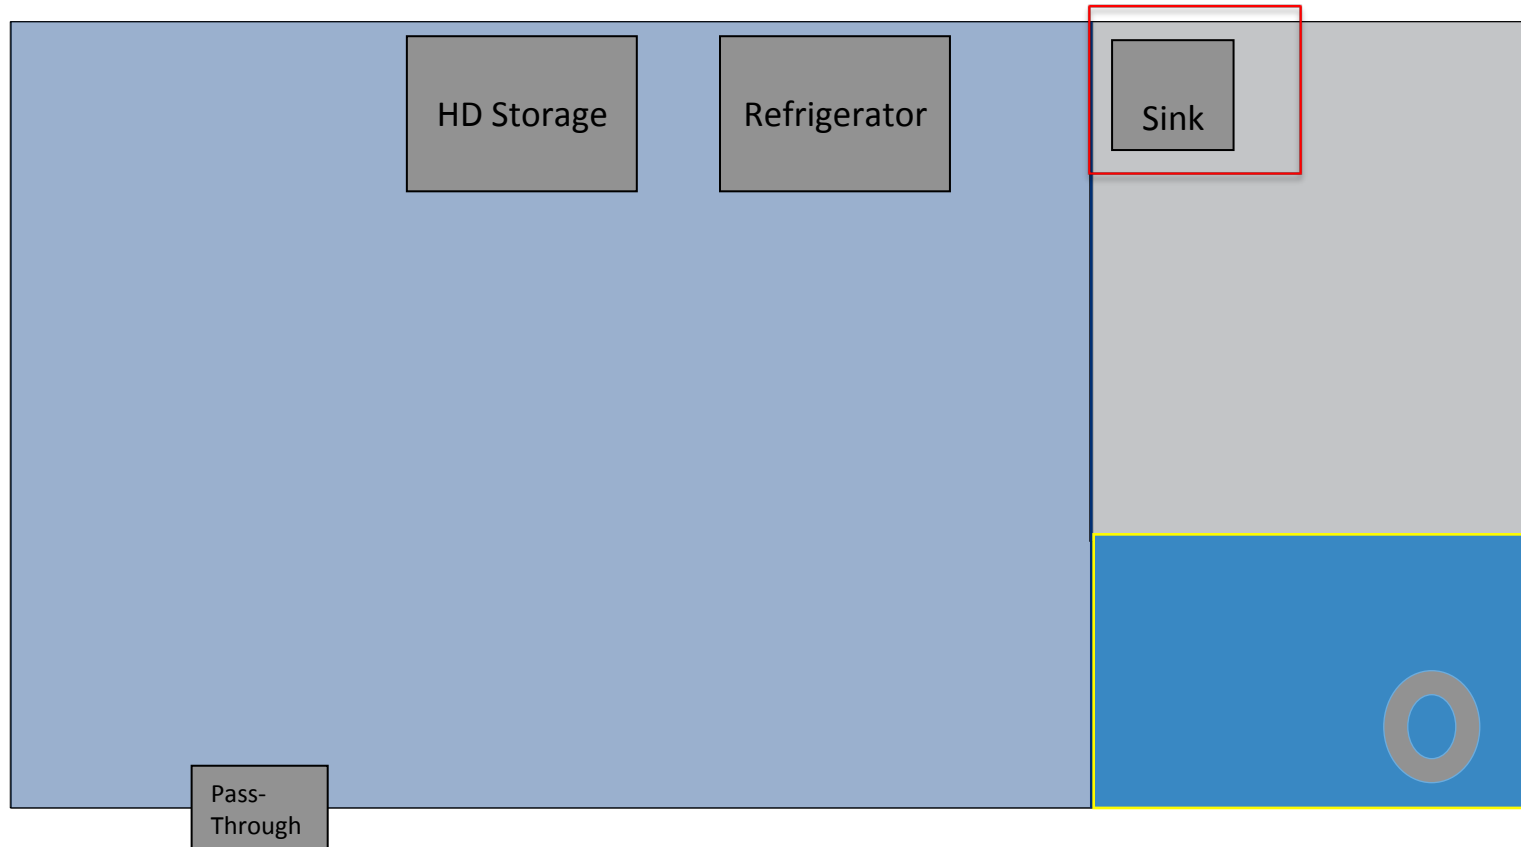 HD Storage
Refrigerator
Sink
Pass-
Through